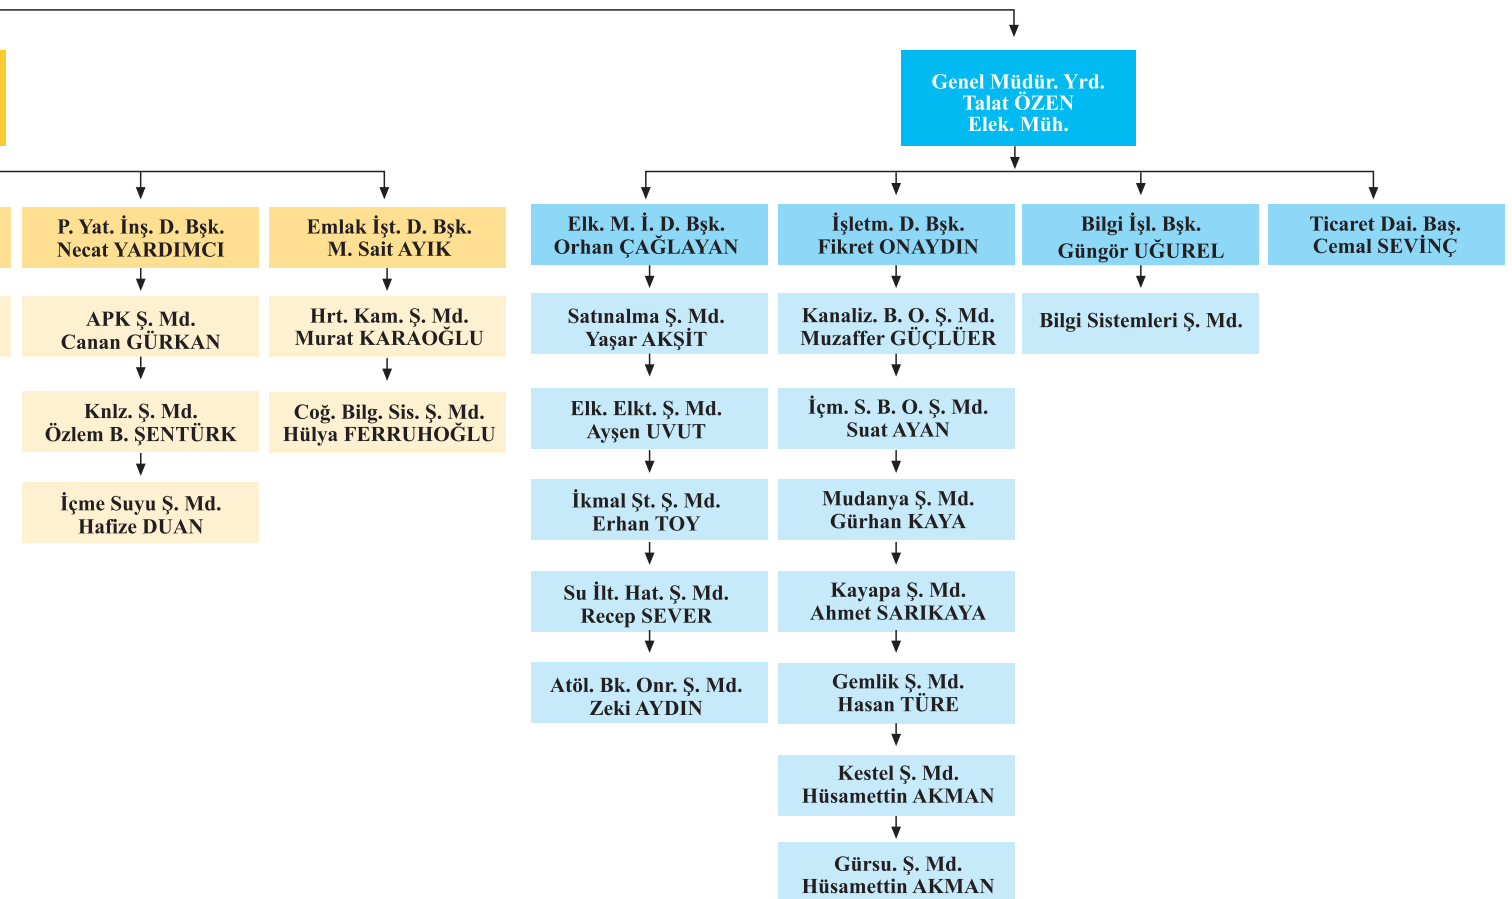 Genel Müdür. Yrd.
Talat ÖZEN
Elek. Müh.
P. Yat. İnş. D. Bşk.
Necat YARDIMCI
APK Ş. Md.
Canan GÜRKAN
Knlz. Ş. Md.
Özlem B. ŞENTÜRK
İçme Suyu Ş. Md.
Hafize DUAN
Emlak İşt. D. Bşk.
M. Sait AYIK
Hrt. Kam. Ş. Md.
Murat KARAOĞLU
Coğ. Bilg. Sis. Ş. Md.
Hülya FERRUHOĞLU
Elk. M. İ. D. Bşk.
Orhan ÇAĞLAYAN
Satınalma Ş. Md.
Yaşar AKŞİT
Elk. Elkt. Ş. Md.
Ayşen UVUT
İkmal Şt. Ş. Md.
Erhan TOY
Su İlt. Hat. Ş. Md.
Recep SEVER
Atöl. Bk. Onr. Ş. Md.
Zeki AYDIN
İşletm. D. Bşk.
Fikret ONAYDIN
Kanaliz. B. O. Ş. Md.
Muzaffer GÜÇLÜER
İçm. S. B. O. Ş. Md.
Suat AYAN
Mudanya Ş. Md.
Gürhan KAYA
Kayapa Ş. Md.
Ahmet SARIKAYA
Gemlik Ş. Md.
Hasan TÜRE
Kestel Ş. Md.
Hüsamettin AKMAN
Gürsu. Ş. Md.
Hüsamettin AKMAN
Bilgi İşl. Bşk.
Güngör UĞUREL
Bilgi Sistemleri Ş. Md.
Ticaret Dai. Baş.
Cemal SEVİNÇ